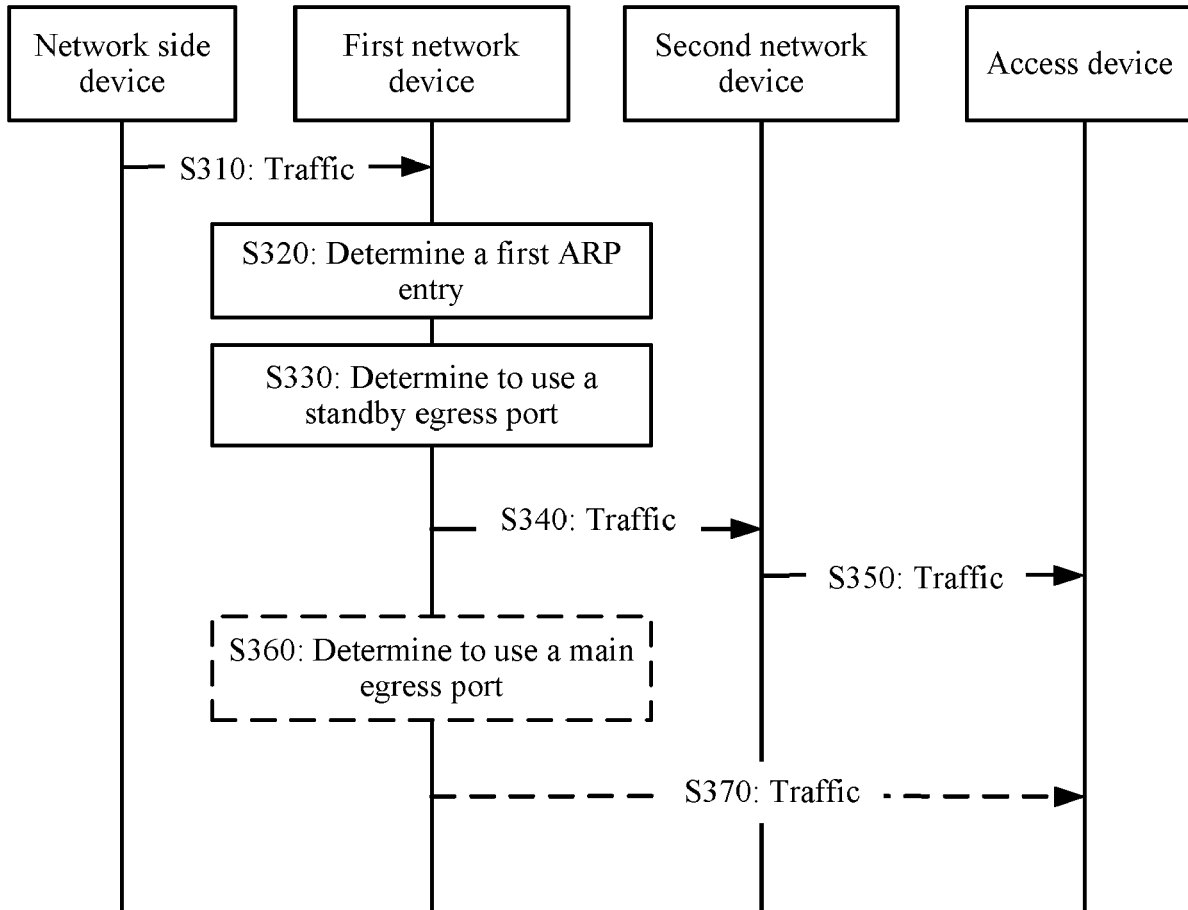 Network side
device
First network
device
Second network
device
Access device
S310: Traffic
S320: Determine a first ARP
entry
S330: Determine to use a
standby egress port
S340: Traffic
S350: Traffic
S360: Determine to use a main
egress port
S370: Traffic